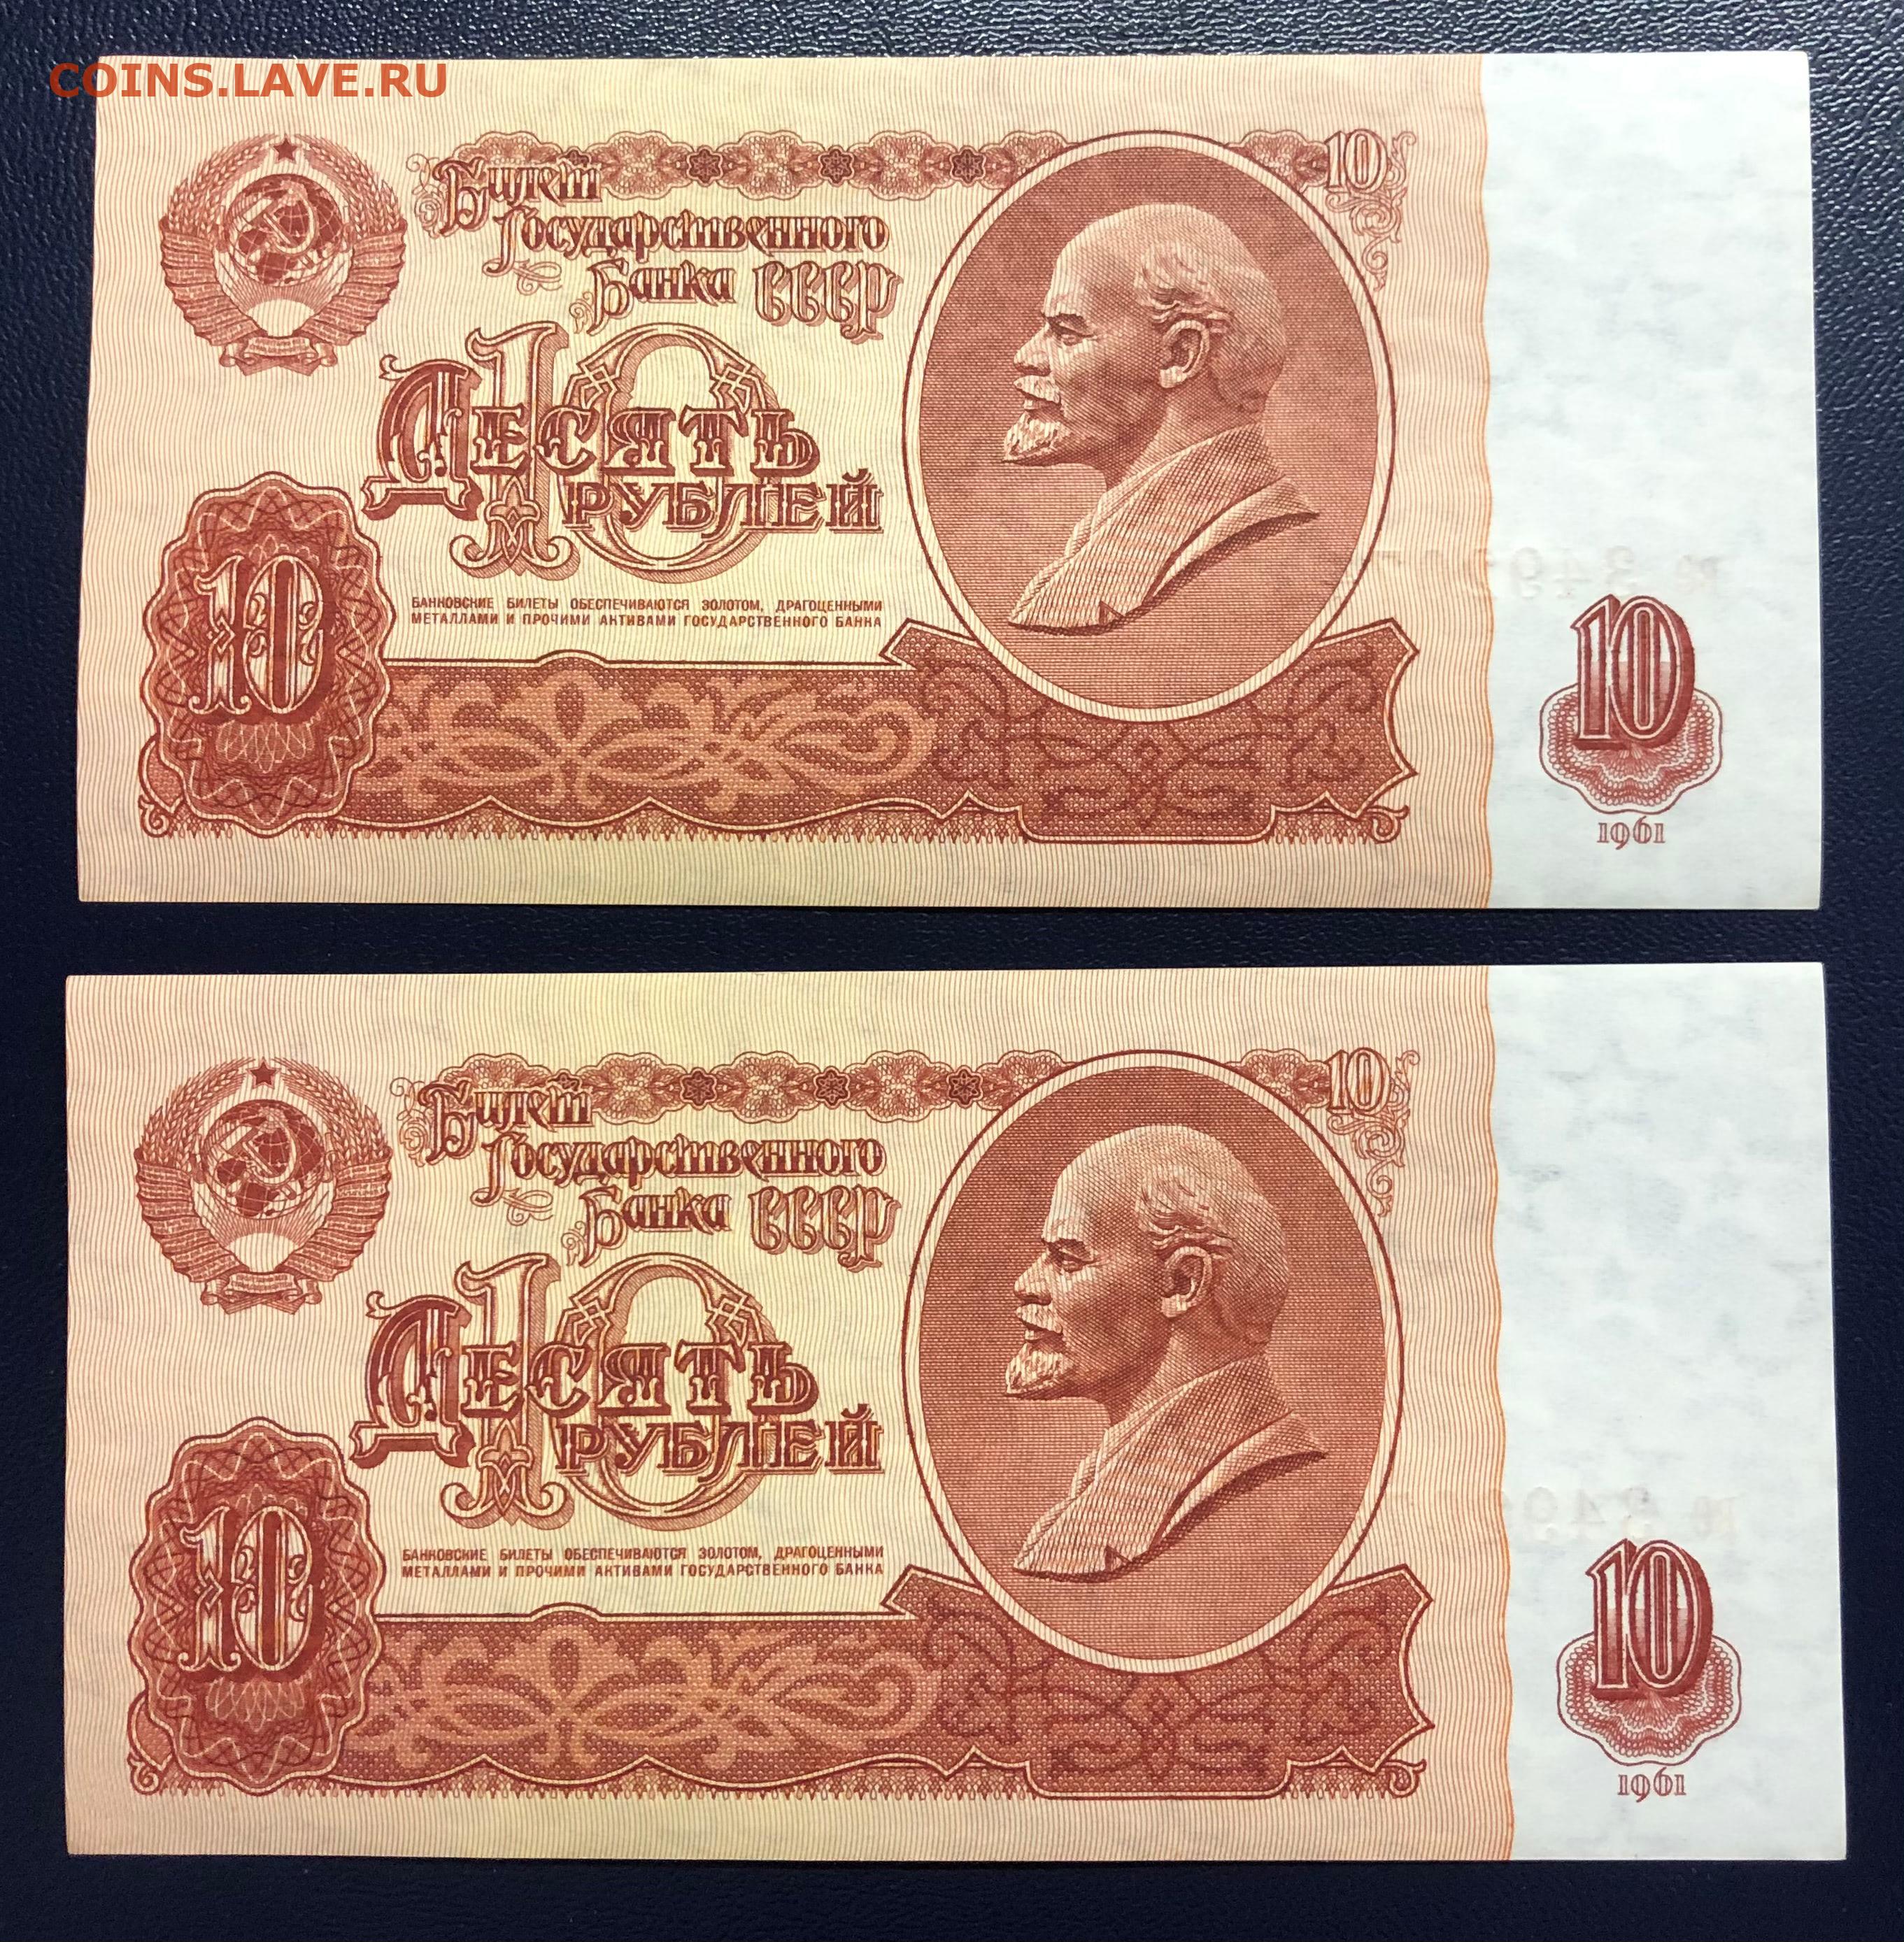 COINS.LAVE.RU
10
Билет
Государственного
Банка СССР
10
Десять
рублей
10
БАНКОВСКИЕ БИЛЕТЫ ОБЕСПЕЧИВАЮТСЯ ЗОЛОТОМ, ДРАГОЦЕННЫМИ
МЕТАЛЛАМИ И ПРОЧИМИ АКТИВАМИ ГОСУДАРСТВЕННОГО БАНКА
10
1961
10
Билет
Государственного
Банка СССР
10
Десять
рублей
10
БАНКОВСКИЕ БИЛЕТЫ ОБЕСПЕЧИВАЮТСЯ ЗОЛОТОМ, ДРАГОЦЕННЫМИ
МЕТАЛЛАМИ И ПРОЧИМИ АКТИВАМИ ГОСУДАРСТВЕННОГО БАНКА
10
1961